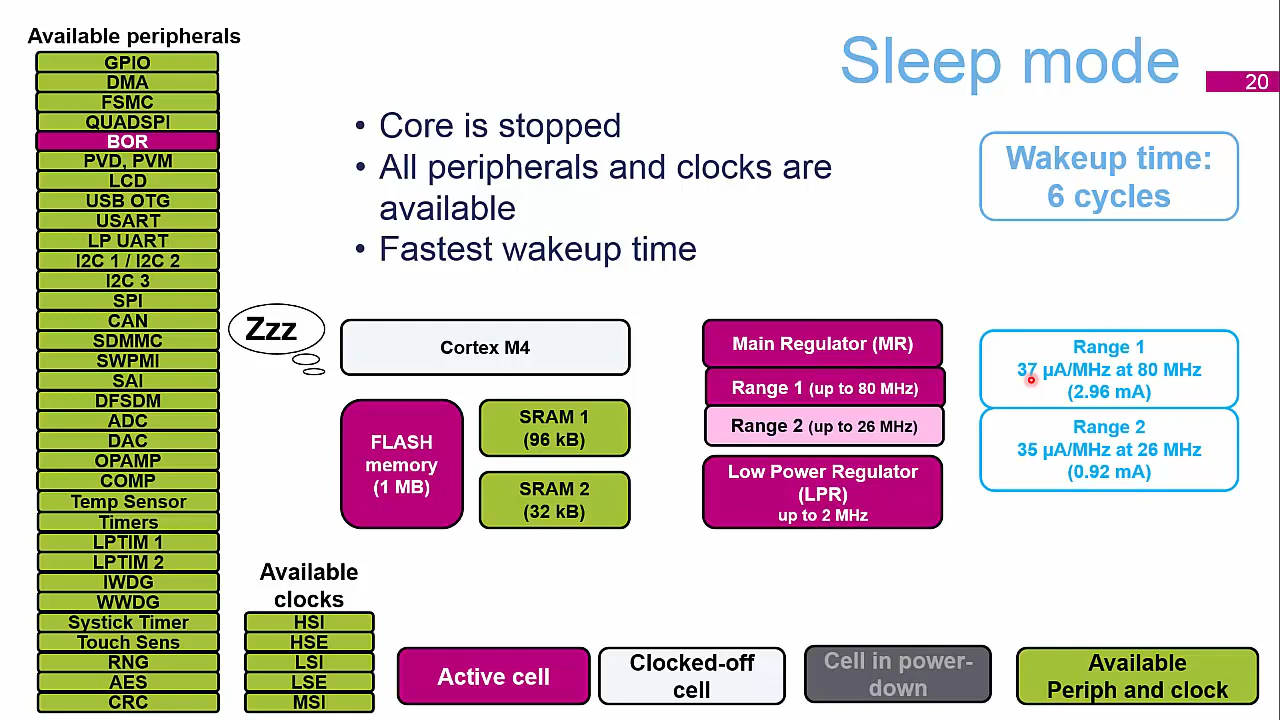 Available peripherals
GPIO
DMA
FSMC
QUADSPI
BOR
PVD, PVM
LCD
USB OTG
USART
LP UART
I2C 1 / I2C 2
I2C 3
SPI
CAN
SDMMC
SWPMI
SAI
DFSDM
ADC
DAC
OPAMP
COMP
Temp Sensor
Timers
LPTIM 1
LPTIM 2
IWDG
WWDG
Systick Timer
Touch Sens
RNG
AES
CRC
Sleep mode
20
• Core is stopped
• All peripherals and clocks are
available
• Fastest wakeup time
Wakeup time:
6 cycles
Zzz
Cortex M4
FLASH
memory
(1 MB)
SRAM 1
(96 kB)
SRAM 2
(32 kB)
Main Regulator (MR)
Range 1 (up to 80 MHz)
Range 2 (up to 26 MHz)
Low Power Regulator
(LPR)
up to 2 MHz
Range 1
37 µA/MHz at 80 MHz
(2.96 mA)
Range 2
35 µA/MHz at 26 MHz
(0.92 mA)
Available
clocks
HSI
HSE
LSI
LSE
MSI
Active cell
Clocked-off
cell
Cell in power-
down
Available
Periph and clock